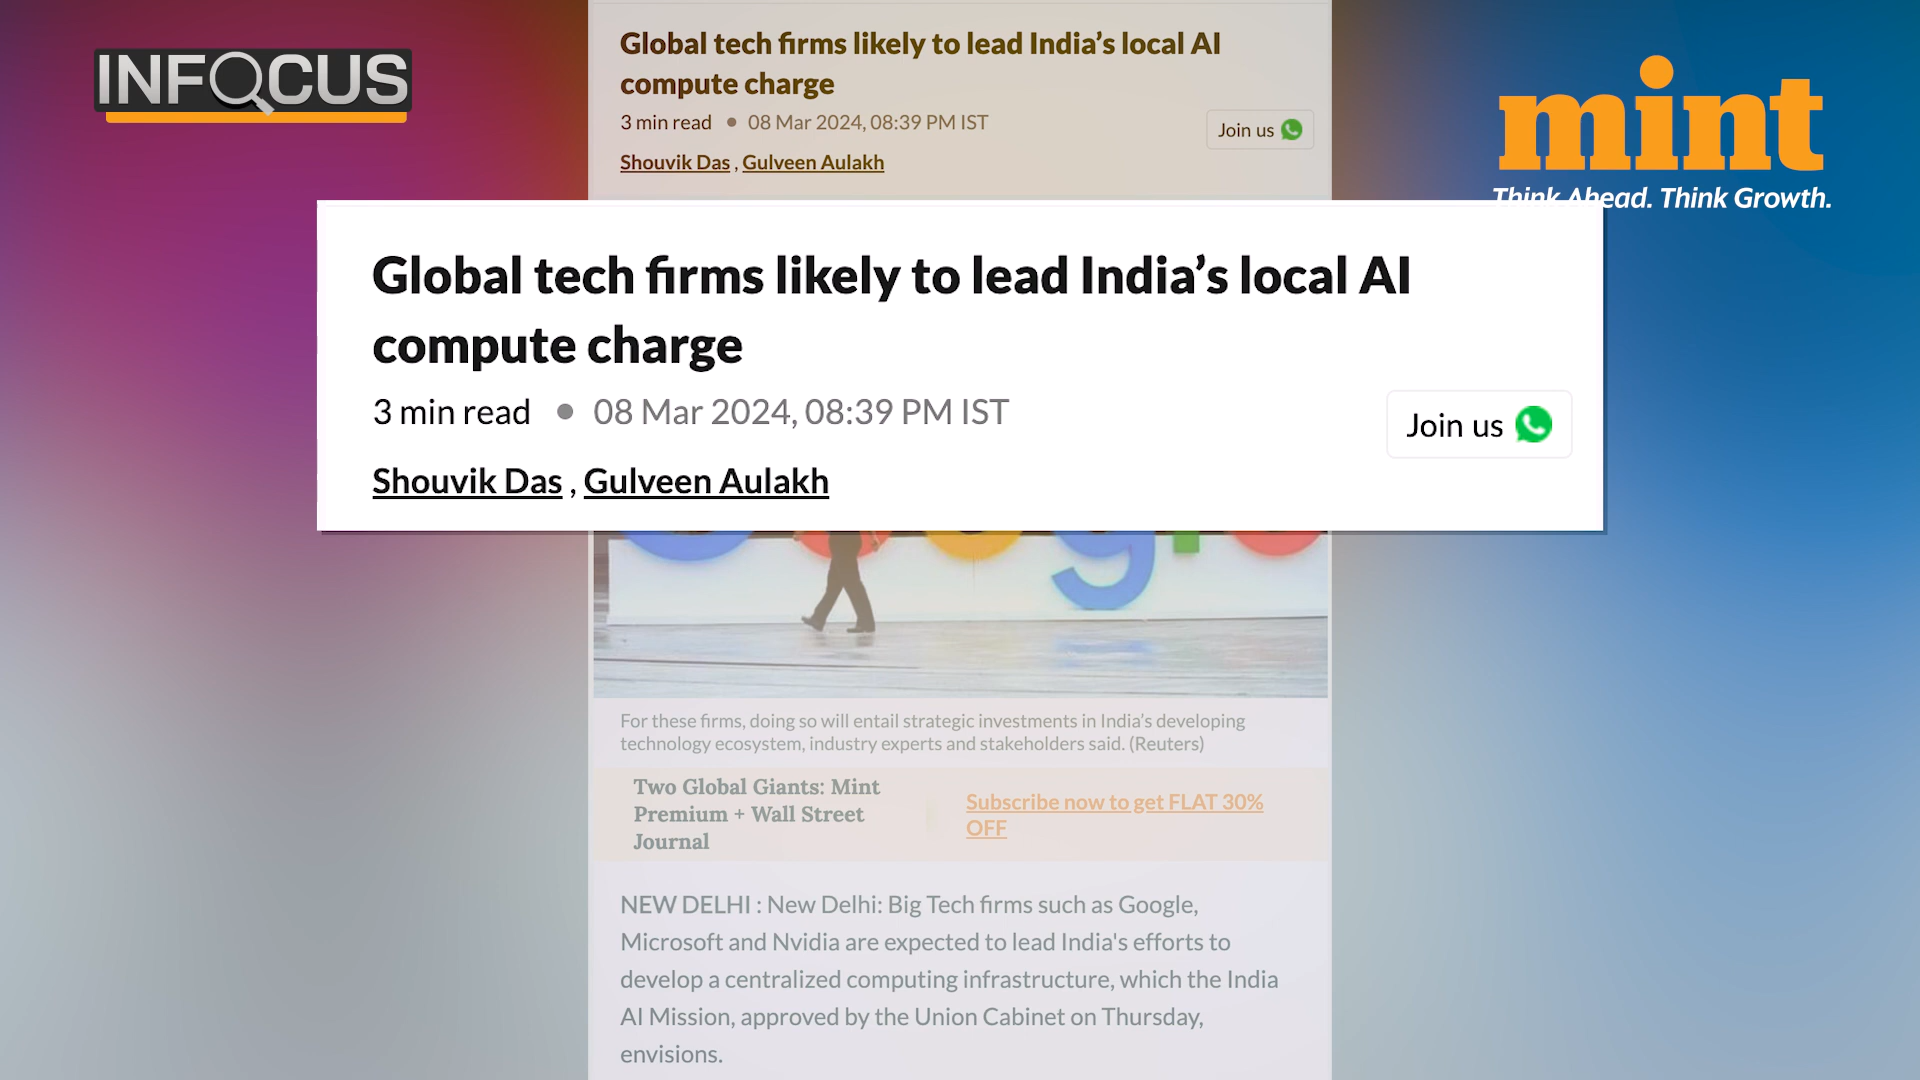 INFOCUS
mint
Think Ahead. Think Growth.
Global tech firms likely to lead India’s local AI
compute charge
3 min read • 08 Mar 2024, 08:39 PM IST
Join us
Shouvik Das , Gulveen Aulakh
Global tech firms likely to lead India’s local AI
compute charge
3 min read • 08 Mar 2024, 08:39 PM IST
Join us
Shouvik Das , Gulveen Aulakh
For these firms, doing so will entail strategic investments in India’s developing
technology ecosystem, industry experts and stakeholders said. (Reuters)
Two Global Giants: Mint
Premium + Wall Street
Journal
Subscribe now to get FLAT 30%
OFF
NEW DELHI : New Delhi: Big Tech firms such as Google,
Microsoft and Nvidia are expected to lead India's efforts to
develop a centralized computing infrastructure, which the India
AI Mission, approved by the Union Cabinet on Thursday,
envisions.